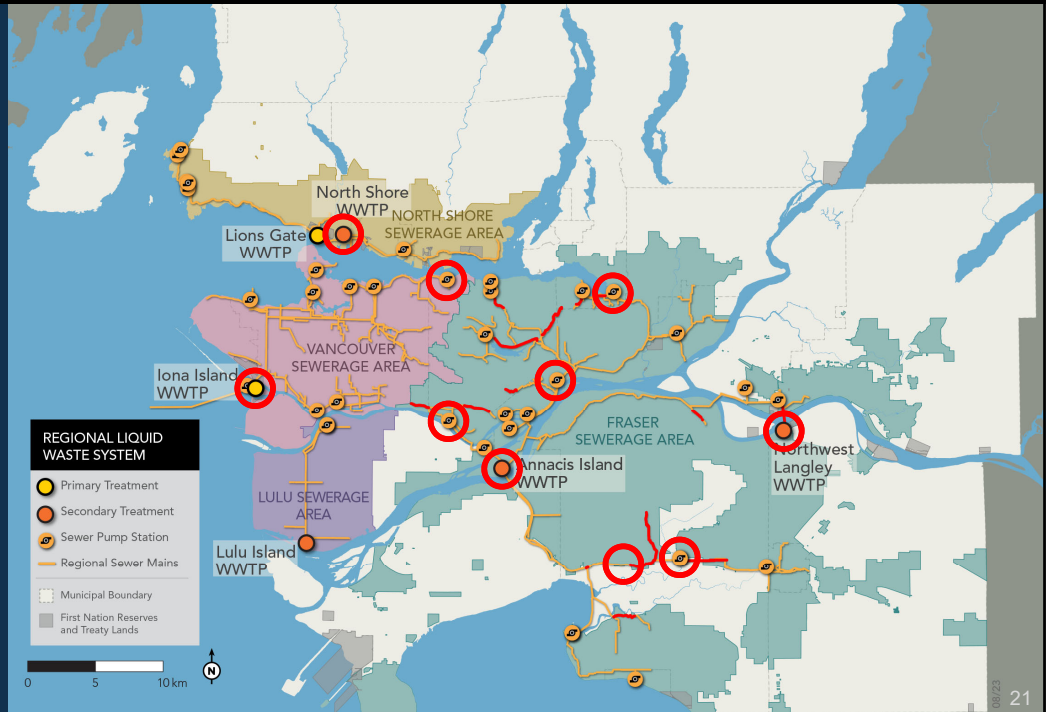 North Shore
WWTP
NORTH SHORE
SEWERAGE AREA
Lions Gate
WWTP
VANCOUVER
SEWERAGE AREA
Iona Island
WWTP
FRASER
SEWERAGE AREA
Northwest
Langley
WWTP
Annacis Island
WWTP
LULU SEWERAGE
AREA
Lulu Island
WWTP
REGIONAL LIQUID
WASTE SYSTEM
Primary Treatment
Secondary Treatment
Sewer Pump Station
Regional Sewer Mains
Municipal Boundary
First Nation Reserves
and Treaty Lands
0 5 10 km
N
08/23
21